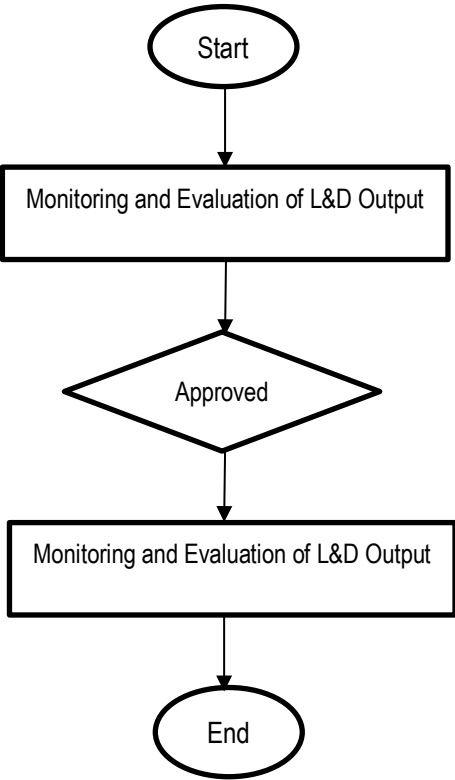 Start
Monitoring and Evaluation of L&D Output
Approved
Monitoring and Evaluation of L&D Output
End